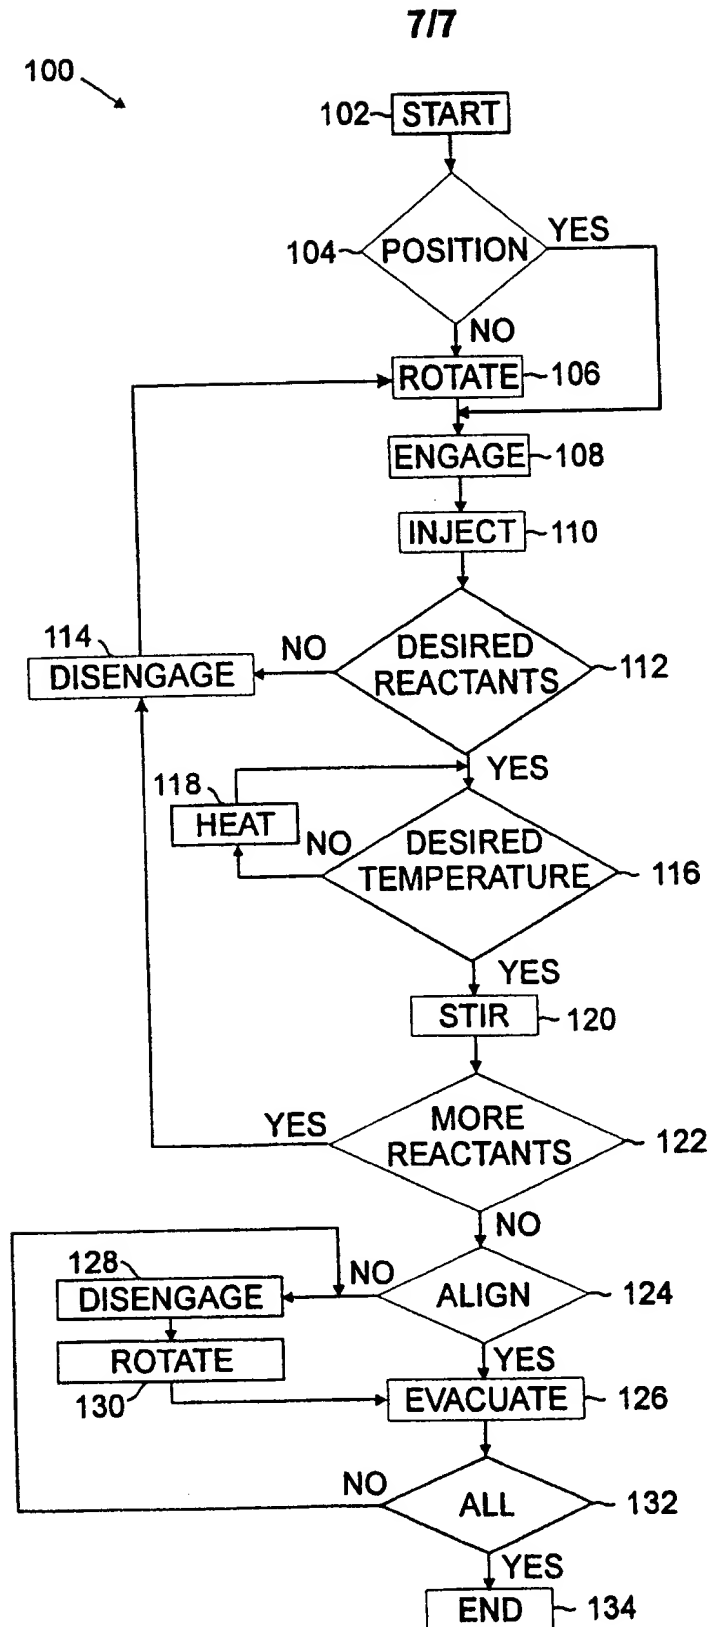 7/7
100
102 START
104 POSITION YES
NO
ROTATE 106
ENGAGE 108
INJECT 110
114 NO DESIRED REACTANTS 112
DISENGAGE
YES
118
HEAT NO DESIRED TEMPERATURE 116
YES
STIR 120
YES MORE REACTANTS 122
NO
128 NO ALIGN 124
DISENGAGE
ROTATE YES
130 EVACUATE 126
NO ALL 132
YES
END 134